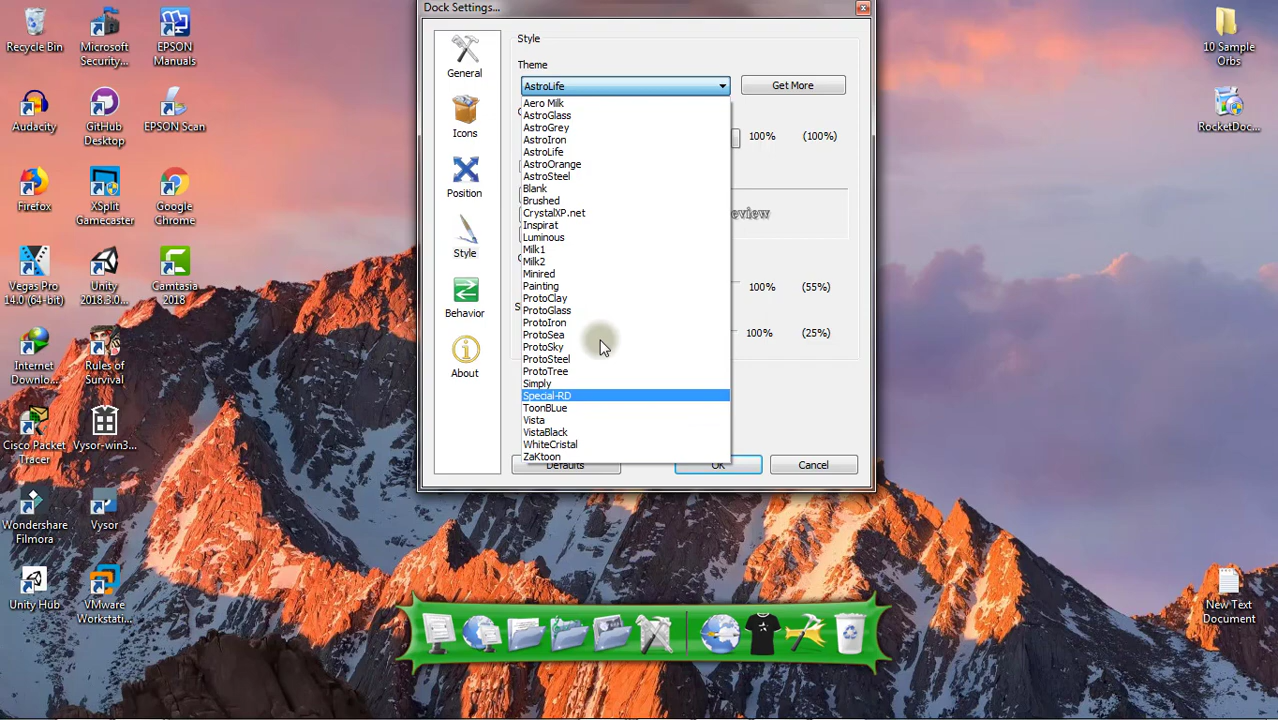 Dock Settings...
Recycle Bin
Microsoft
Security...
EPSON
Manuals
Audacity
GitHub
Desktop
EPSON Scan
Firefox
XSplit
Gamecaster
Google
Chrome
Vegas Pro
14.0 (64-bit)
Unity
2018.3.0...
Camtasia
2018
Internet
Downlo...
Rules of
Survival
Cisco Packet
Tracer
Vysor-win3...
Wondershare
Filmora
Vysor
Unity Hub
VMware
Workstati...
General
Icons
Position
Style
Behavior
About
Style
Theme
AstroLife
Get More
Aero Milk
AstroGlass
AstroGrey
AstroIron
AstroLife
AstroOrange
AstroSteel
Blank
Brushed
CrystalXP.net
Inspirat
Luminous
Milk1
Milk2
Minired
Painting
ProtoClay
ProtoGlass
ProtoIron
ProtoSea
ProtoSky
ProtoSteel
ProtoTree
Simply
Special-RD
ToonBLue
Vista
VistaBlack
WhiteCristal
ZaKtoon
100% (100%)
eview
100% (55%)
100% (25%)
Defaults
OK
Cancel
10 Sample
Orbs
RocketDoc...
New Text
Document